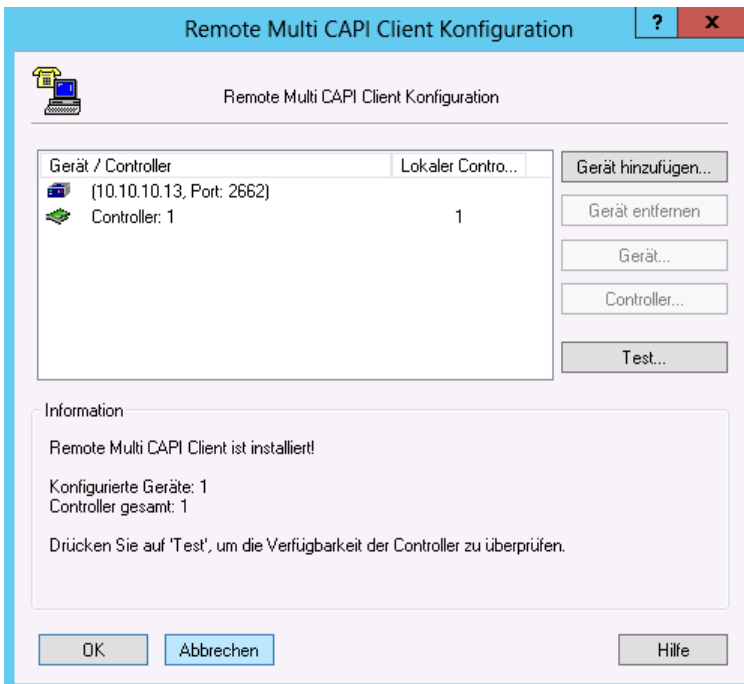 Remote Multi CAPI Client Konfiguration
? x
Remote Multi CAPI Client Konfiguration
Gerät / Controller Lokaler Contro...
(10.10.10.13, Port: 2662)
Controller: 1 1
Gerät hinzufügen...
Gerät entfernen
Gerät...
Controller...
Test...
Information
Remote Multi CAPI Client ist installiert!
Konfigurierte Geräte: 1
Controller gesamt: 1
Drücken Sie auf 'Test', um die Verfügbarkeit der Controller zu überprüfen.
OK Abbrechen Hilfe